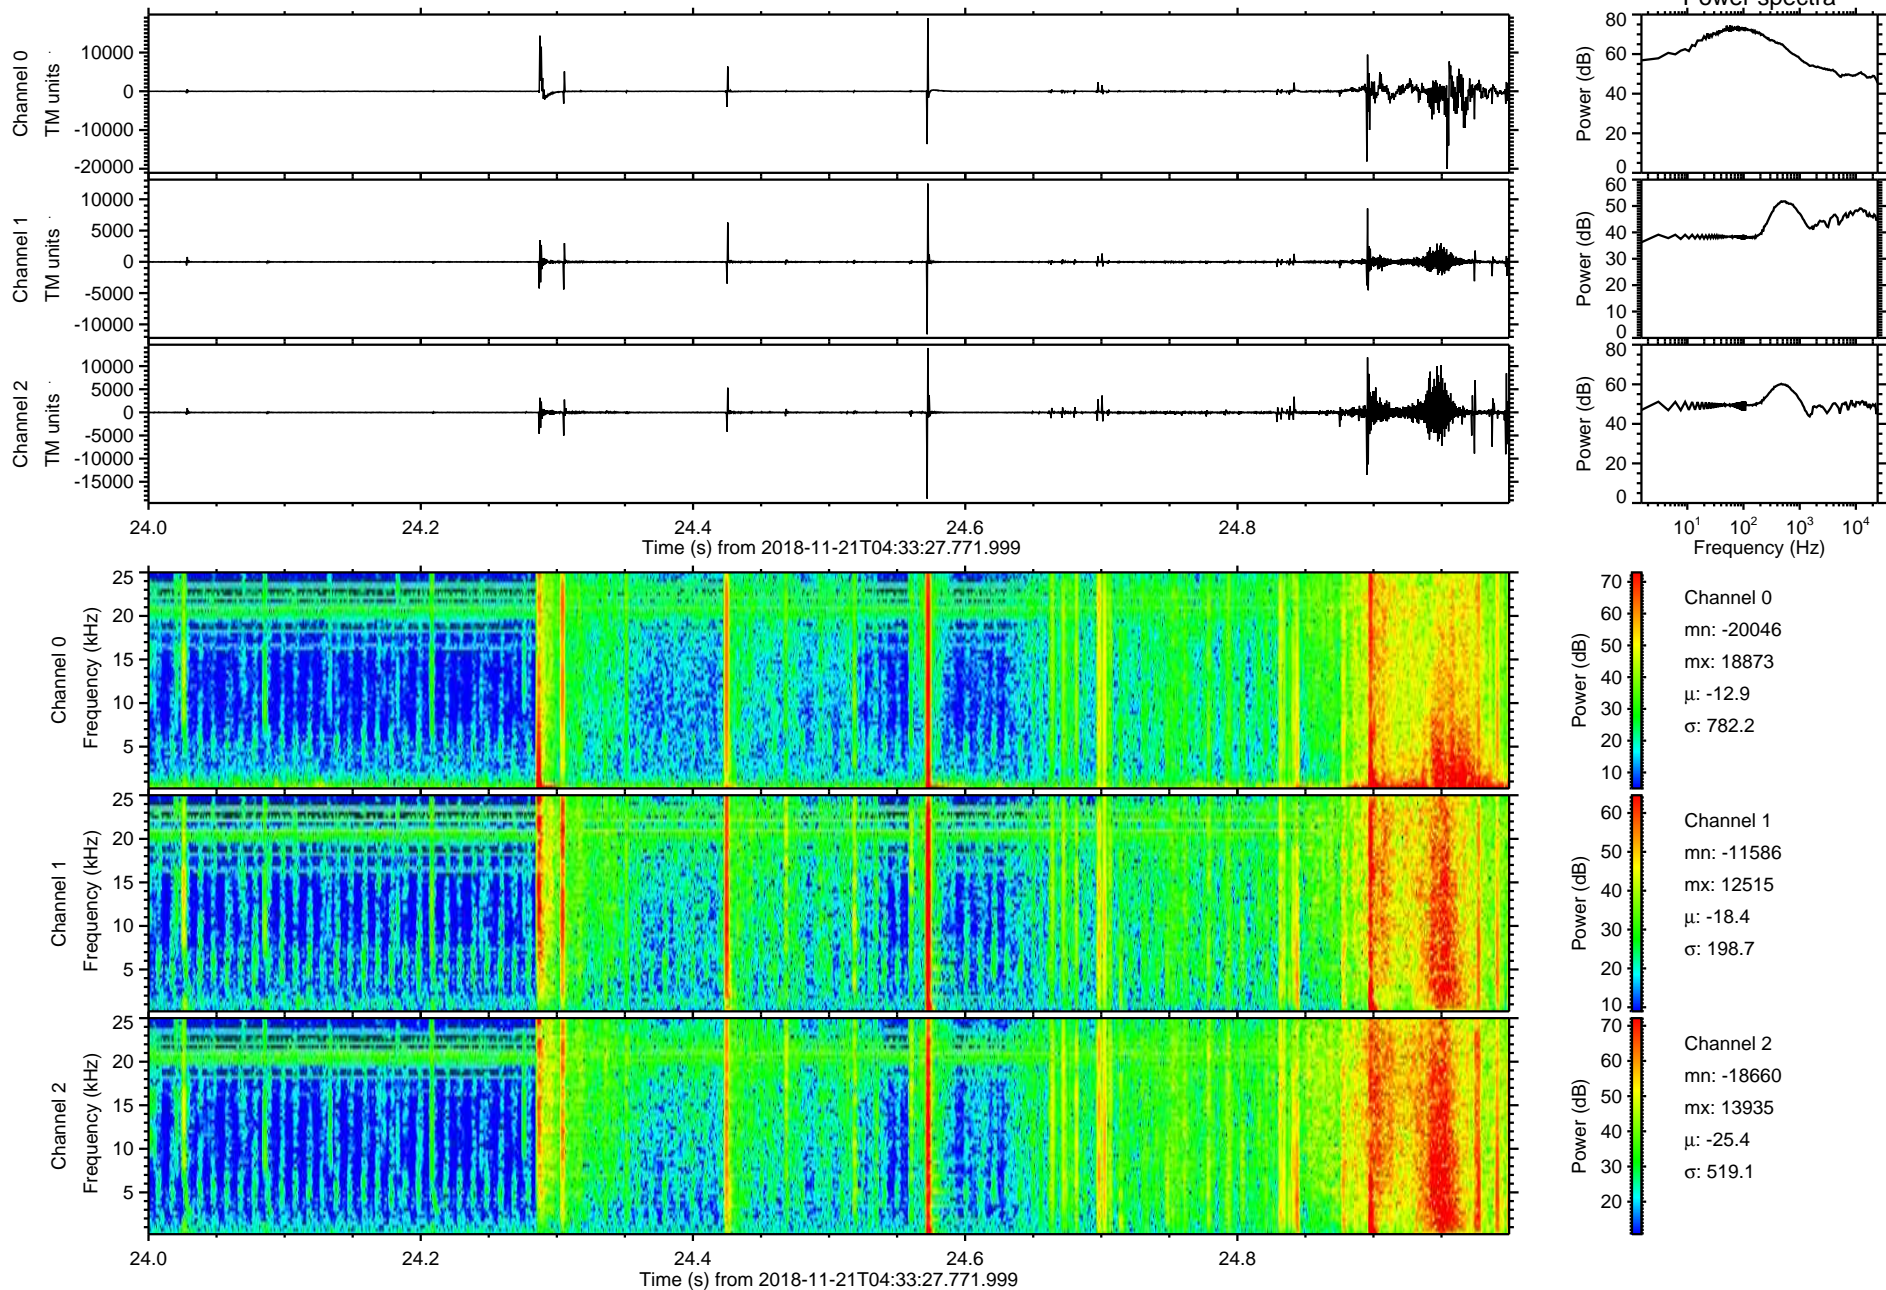 Power spectra
Channel 0
TM units
10000
0
-10000
-20000
Power (dB)
80
60
40
20
0
Channel 1
TM units
10000
5000
0
-5000
-10000
Power (dB)
60
50
40
30
20
10
0
Channel 2
TM units
10000
5000
0
-5000
-10000
-15000
Power (dB)
80
60
40
20
0
24.0 24.2 24.4 24.6 24.8
Time (s) from 2018-11-21T04:33:27.771.999
10¹ 10² 10³ 10⁴
Frequency (Hz)
Channel 0
Frequency (kHz)
25
20
15
10
5
Power (dB)
70
60
50
40
30
20
10
Channel 0
mn: -20046
mx: 18873
μ: -12.9
σ: 782.2
Channel 1
Frequency (kHz)
25
20
15
10
5
Power (dB)
60
50
40
30
20
10
Channel 1
mn: -11586
mx: 12515
μ: -18.4
σ: 198.7
Channel 2
Frequency (kHz)
25
20
15
10
5
Power (dB)
70
60
50
40
30
20
Channel 2
mn: -18660
mx: 13935
μ: -25.4
σ: 519.1
24.0 24.2 24.4 24.6 24.8
Time (s) from 2018-11-21T04:33:27.771.999